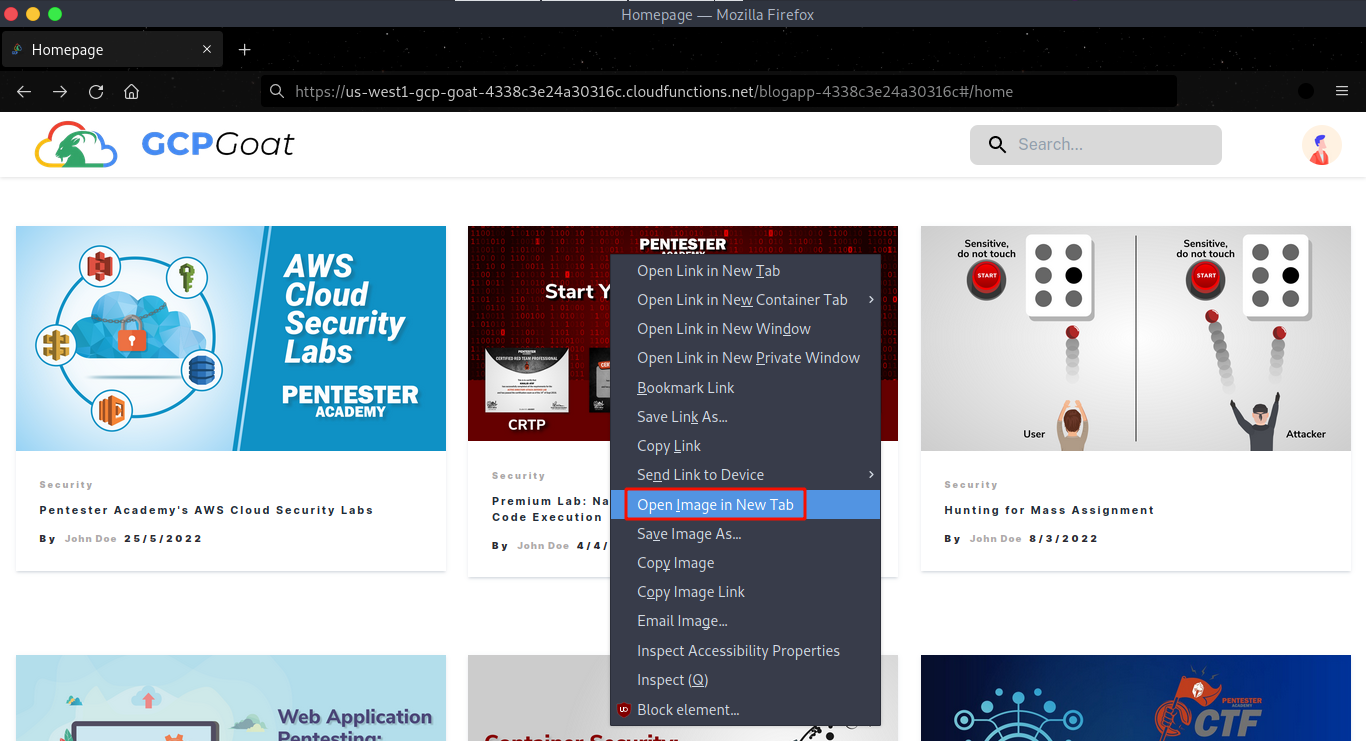 Homepage — Mozilla Firefox
Homepage
https://us-west1-gcp-goat-4338c3e24a30316c.cloudfunctions.net/blogapp-4338c3e24a30316c#/home
GCPGoat
Search...
AWS
Cloud
Security
Labs
PENTESTER
ACADEMY
Security
Pentester Academy's AWS Cloud Security Labs
By John Doe 25/5/2022
PENTESTER
Start Y
CRTP
Security
Premium Lab: Na
Code Execution
By John Doe 4/4/
Open Link in New Tab
Open Link in New Container Tab
Open Link in New Window
Open Link in New Private Window
Bookmark Link
Save Link As...
Copy Link
Send Link to Device
Open Image in New Tab
Save Image As...
Copy Image
Copy Image Link
Email Image...
Inspect Accessibility Properties
Inspect (Q)
Block element...
Sensitive,
do not touch
START
User
Sensitive,
do not touch
START
Attacker
Security
Hunting for Mass Assignment
By John Doe 8/3/2022
Web Application
Pentesting:
Container Security
PENTESTER
ACADEMY
CTF